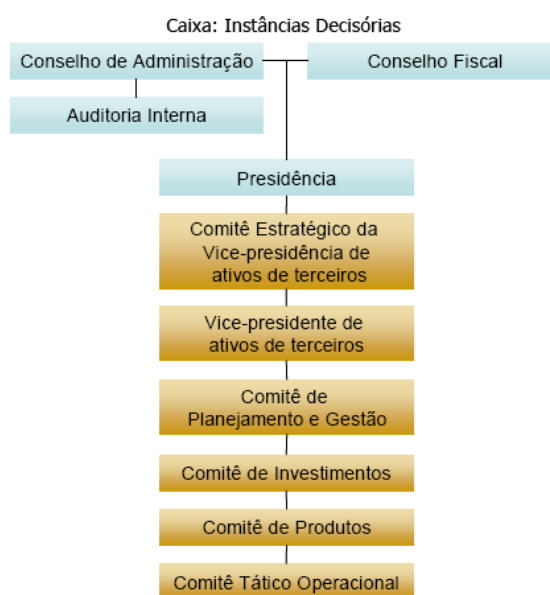 Caixa: Instâncias Decisórias
Conselho de Administração
Conselho Fiscal
Auditoria Interna
Presidência
Comitê Estratégico da
Vice-presidência de
ativos de terceiros
Vice-presidente de
ativos de terceiros
Comitê de
Planejamento e Gestão
Comitê de Investimentos
Comitê de Produtos
Comitê Tático Operacional